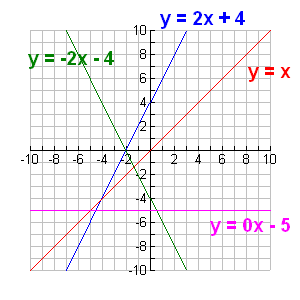 y = 2x + 4
10
y = -2x - 4
8
y = x
6
4
2
-10 -8 -6 -4 -2 2 4 6 8 10
-2
-4
-6
y = 0x - 5
-8
-10